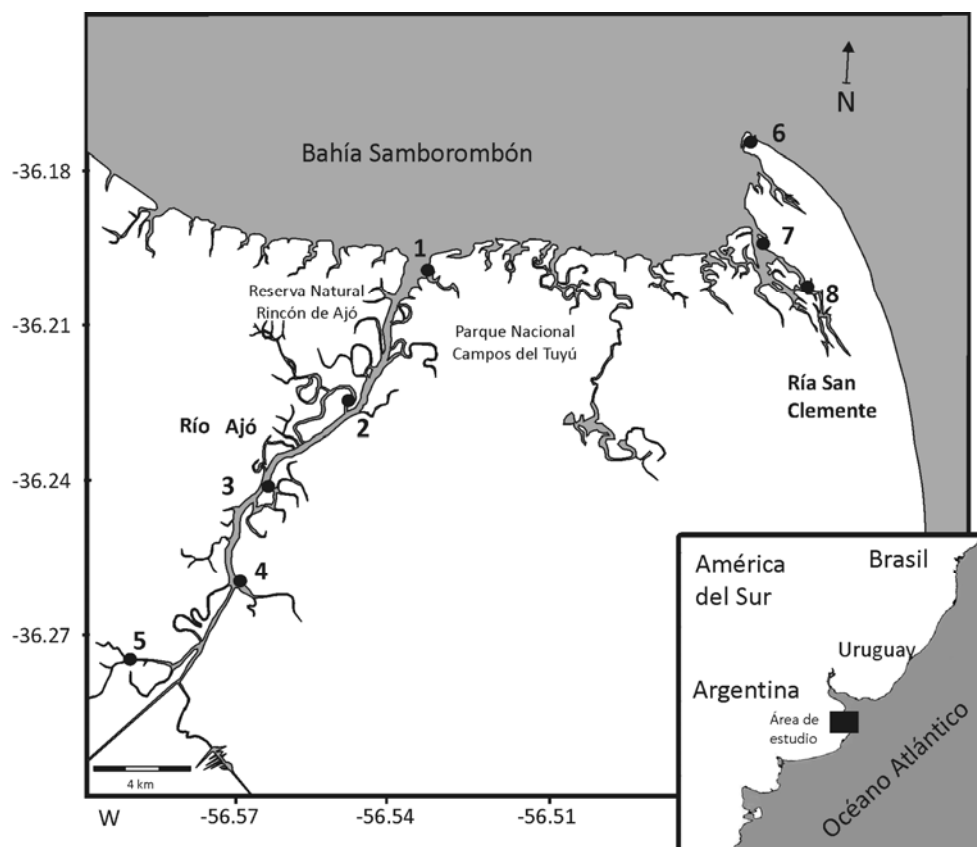 N
Bahía Samborombón
6
-36.18
7
1
8
Reserva Natural
Rincón de Ajó
Parque Nacional
Campos del Tuyú
-36.21
Ría San
Clemente
2
Río Ajó
3
-36.24
4
5
-36.27
4 km
W
-56.57
-56.54
-56.51
América
del Sur
Brasil
Uruguay
Argentina
Área de
estudio
Océano Atlántico